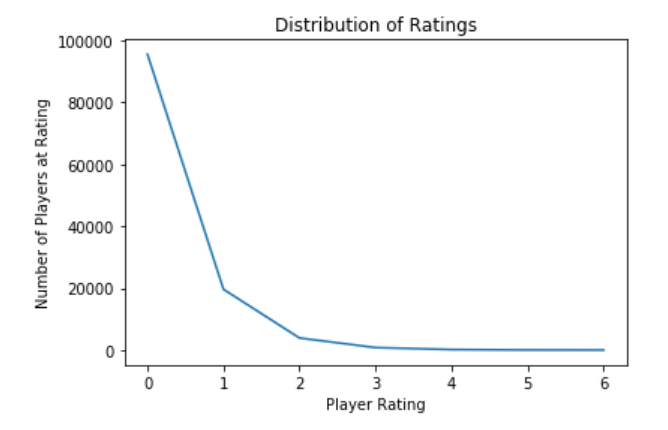 Distribution of Ratings
100000
80000
60000
40000
20000
0
Number of Players at Rating
0 1 2 3 4 5 6
Player Rating